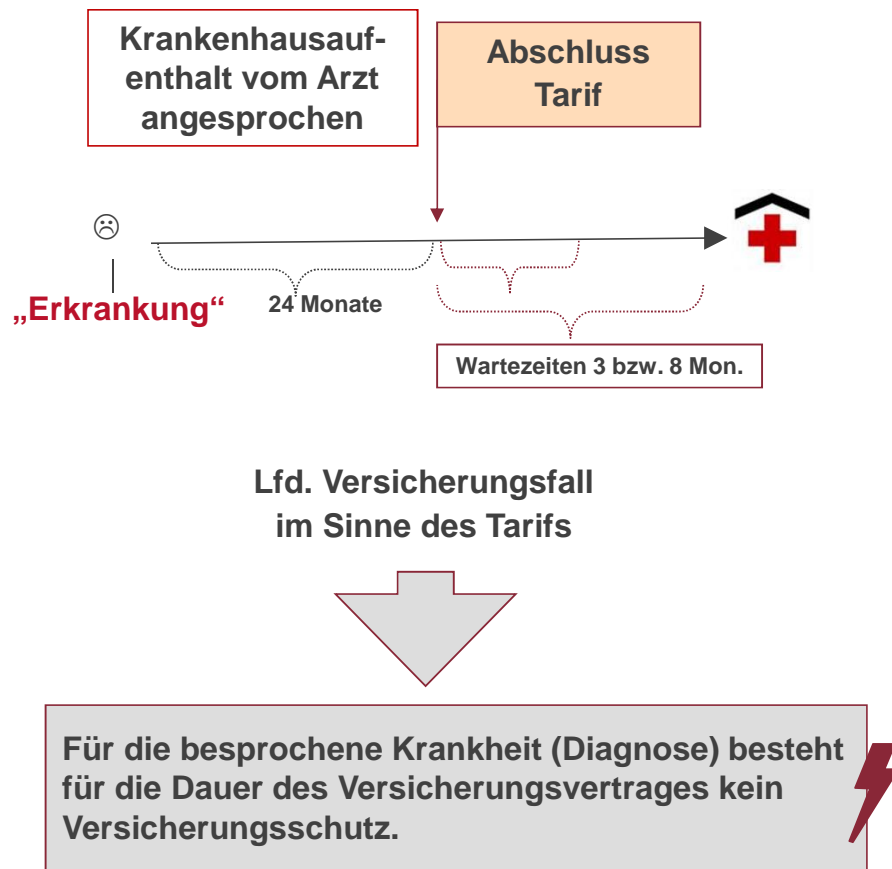 Krankenhausauf-
enthalt vom Arzt
angesprochen
Abschluss
Tarif
„Erkrankung“
24 Monate
Wartezeiten 3 bzw. 8 Mon.
Lfd. Versicherungsfall
im Sinne des Tarifs
Für die besprochene Krankheit (Diagnose) besteht
für die Dauer des Versicherungsvertrages kein
Versicherungsschutz.